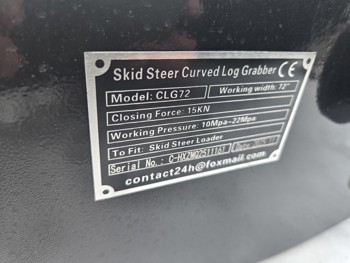 Skid Steer Curved Log Grabber CE
Model: CLG72 Working width: 72"
Closing Force: 15KN
Working Pressure: 10Mpa-22Mpa
To Fit: Skid Steer Loader
Serial No.: Date:
contact24h@foxmail.com